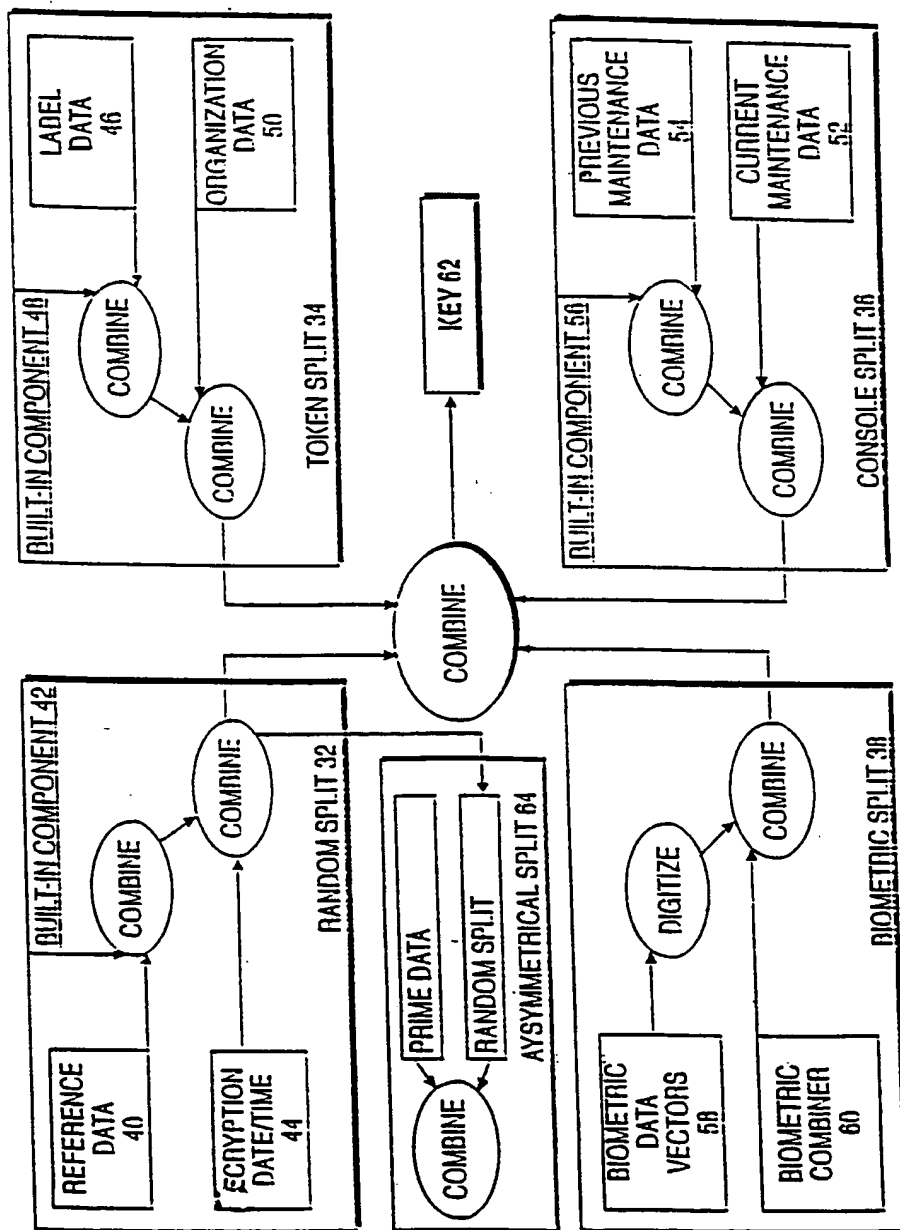 BUILT-IN COMPONENT 42
REFERENCE
DATA
40
COMBINE
ECRYPTION
DATE/TIME
44
COMBINE
RANDOM SPLIT 32
BUILT-IN COMPONENT 48
LABEL
DATA
46
COMBINE
ORGANIZATION
DATA
50
COMBINE
TOKEN SPLIT 34
PRIME DATA
COMBINE
RANDOM SPLIT
AYSYMMETRICAL SPLIT 64
COMBINE
KEY 62
BIOMETRIC
DATA
VECTORS
58
DIGITIZE
BIOMETRIC
COMBINER
60
COMBINE
BIOMETRIC SPLIT 38
BUILT-IN COMPONENT 56
PREVIOUS
MAINTENANCE
DATA
54
COMBINE
CURRENT
MAINTENANCE
DATA
52
COMBINE
CONSOLE SPLIT 36